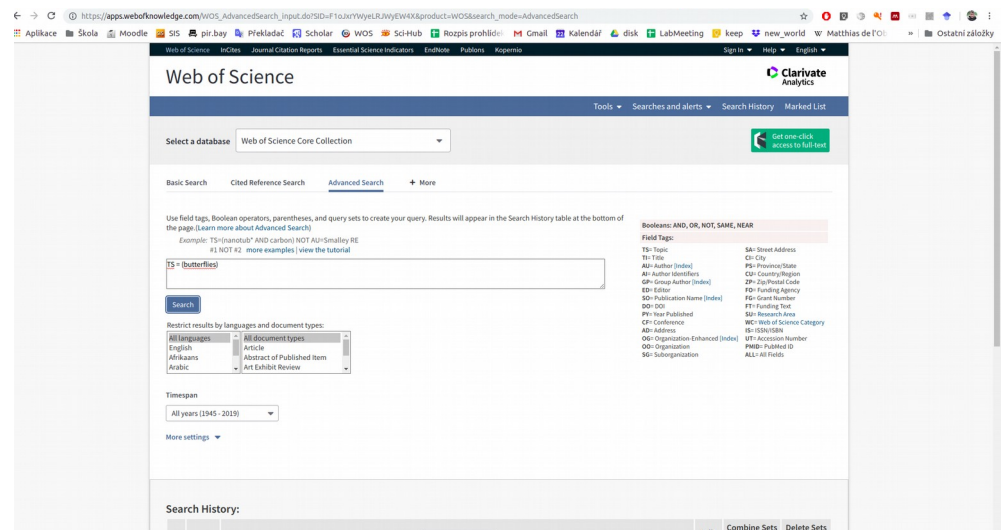 https://apps.webofknowledge.com/WOS_AdvancedSearch_input.do?SID=F1oJxrYWyeLRJWyEW4X&product=WOS&search_mode=AdvancedSearch
Aplikace Škola Moodle SIS pir.bay Překladač Scholar WOS Sci-Hub Rozpis prohlídek Gmail Kalendář disk LabMeeting keep new_world Matthias de l'Ob Ostatní záložky
Web of Science InCites Journal Citation Reports Essential Science Indicators EndNote Publons Kopernio Sign In Help English
Web of Science
Clarivate
Analytics
Tools Searches and alerts Search History Marked List
Select a database Web of Science Core Collection
Get one-click
access to full-text
Basic Search Cited Reference Search Advanced Search + More
Use field tags, Boolean operators, parentheses, and query sets to create your query. Results will appear in the Search History table at the bottom of
the page.(Learn more about Advanced Search)
Example: TS=(nanotub* AND carbon) NOT AU=Smalley RE
#1 NOT #2 more examples | view the tutorial
TS = (butterflies)
Search
Restrict results by languages and document types:
All languages All document types
English Article
Afrikaans Abstract of Published Item
Arabic Art Exhibit Review
Timespan
All years (1945 - 2019)
More settings
Booleans: AND, OR, NOT, SAME, NEAR
Field Tags:
TS= Topic SA= Street Address
TI= Title CI= City
AU= Author [Index] PS= Province/State
AI= Author Identifiers CU= Country/Region
GP= Group Author [Index] ZP= Zip/Postal Code
ED= Editor FO= Funding Agency
SO= Publication Name [Index] FG= Grant Number
DO= DOI FT= Funding Text
PY= Year Published SU= Research Area
CF= Conference WC= Web of Science Category
AD= Address IS= ISSN/ISBN
OG= Organization-Enhanced [Index] UT= Accession Number
OO= Organization PMID= PubMed ID
SG= Suborganization ALL= All Fields
Search History:
Combine Sets Delete Sets